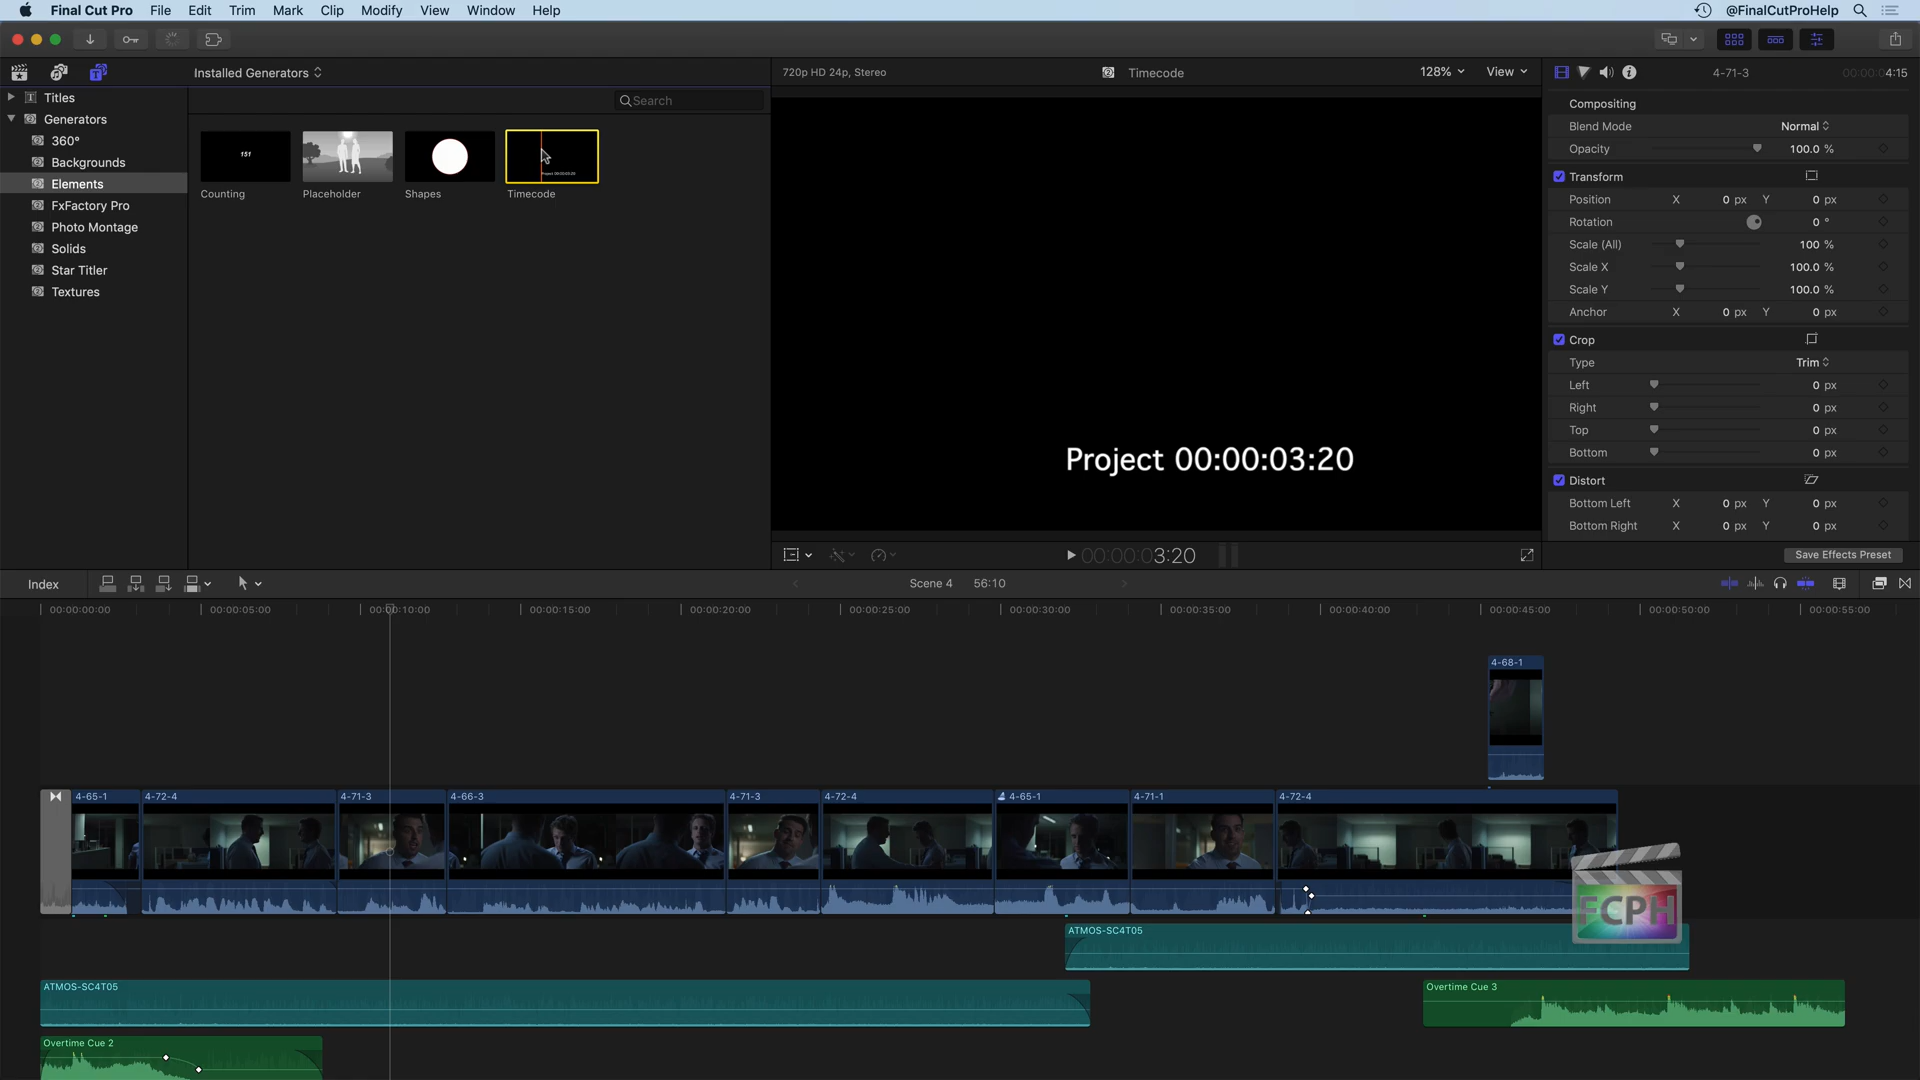 Final Cut Pro File Edit Trim Mark Clip Modify View Window Help @FinalCutProHelp
Installed Generators
720p HD 24p, Stereo
Timecode
128%
View
4-71-3
00:00:04:15
Titles
Generators
360°
Backgrounds
Elements
FxFactory Pro
Photo Montage
Solids
Star Titler
Textures
Search
151
Counting
Placeholder
Shapes
Project 00:00:03:20
Timecode
Project 00:00:03:20
Compositing
Blend Mode Normal
Opacity 100.0 %
Transform
Position X 0 px Y 0 px
Rotation 0 °
Scale (All) 100 %
Scale X 100.0 %
Scale Y 100.0 %
Anchor X 0 px Y 0 px
Crop
Type Trim
Left 0 px
Right 0 px
Top 0 px
Bottom 0 px
Distort
Bottom Left X 0 px Y 0 px
Bottom Right X 0 px Y 0 px
00:00:03:20
Save Effects Preset
Index
Scene 4 56:10
00:00:00:00 00:00:05:00 00:00:10:00 00:00:15:00 00:00:20:00 00:00:25:00 00:00:30:00 00:00:35:00 00:00:40:00 00:00:45:00 00:00:50:00 00:00:55:00
4-68-1
4-65-1 4-72-4 4-71-3 4-66-3 4-71-3 4-72-4 4-65-1 4-71-1 4-72-4
FCPH
ATMOS-SC4T05
ATMOS-SC4T05
Overtime Cue 3
Overtime Cue 2